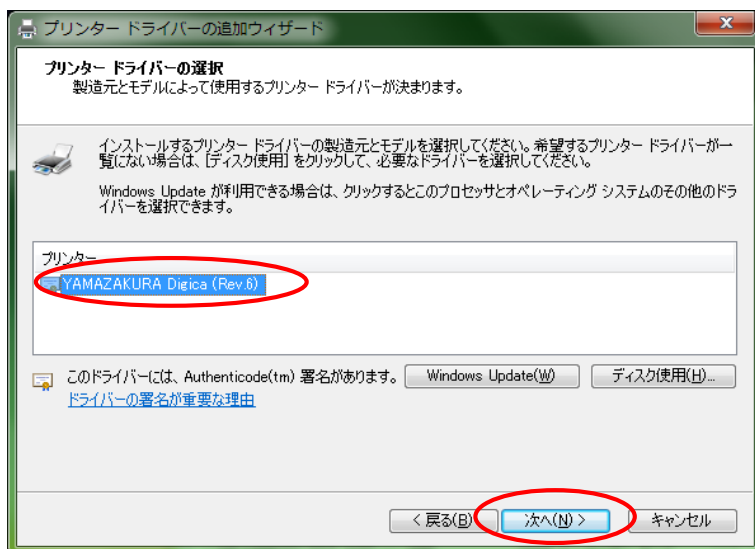 プリンター ドライバーの追加ウィザード
プリンター ドライバーの選択
製造元とモデルによって使用するプリンター ドライバーが決まります。
インストールするプリンター ドライバーの製造元とモデルを選択してください。希望するプリンター ドライバーが一
覧にない場合は、[ディスク使用] をクリックして、必要なドライバーを選択してください。
Windows Update が利用できる場合は、クリックするとこのプロセッサとオペレーティング システムのその他のドラ
イバーを選択できます。
プリンター
YAMAZAKURA Digica (Rev.6)
このドライバーには、Authenticode(tm) 署名があります。 Windows Update(W) ディスク使用(H)...
ドライバーの署名が重要な理由
< 戻る(B) 次へ(N) > キャンセル